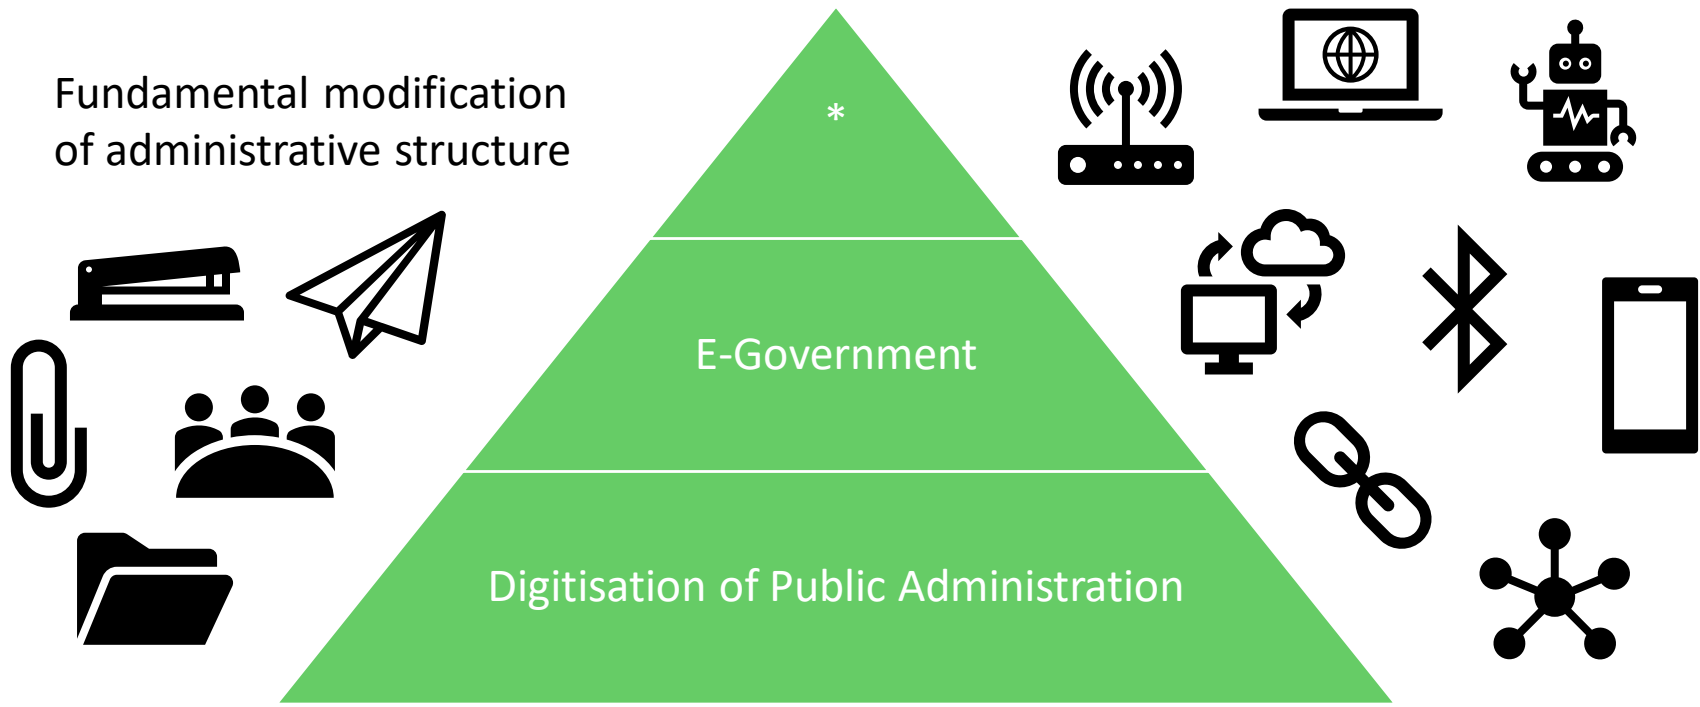 Fundamental modification
of administrative structure
*
E-Government
Digitisation of Public Administration